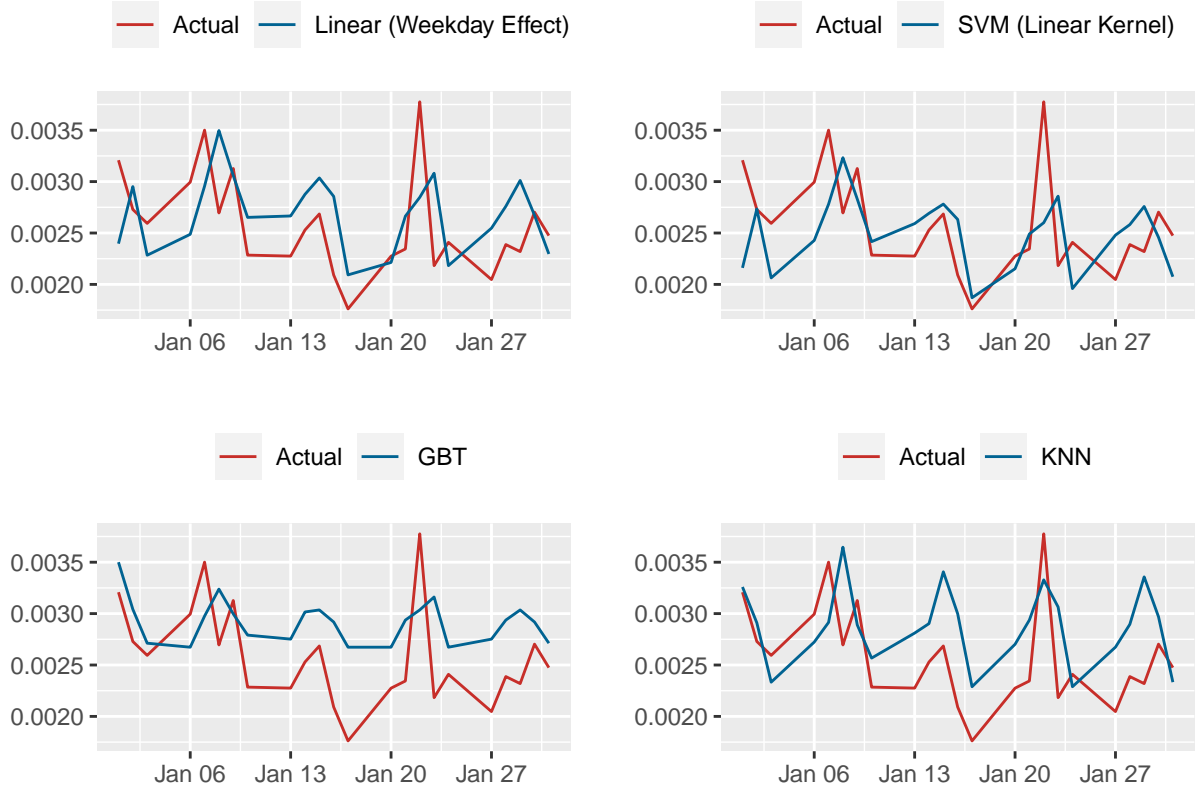 Actual Linear (Weekday Effect)
0.0035
0.0030
0.0025
0.0020
Jan 06 Jan 13 Jan 20 Jan 27
Actual SVM (Linear Kernel)
0.0035
0.0030
0.0025
0.0020
Jan 06 Jan 13 Jan 20 Jan 27
Actual GBT
0.0035
0.0030
0.0025
0.0020
Jan 06 Jan 13 Jan 20 Jan 27
Actual KNN
0.0035
0.0030
0.0025
0.0020
Jan 06 Jan 13 Jan 20 Jan 27